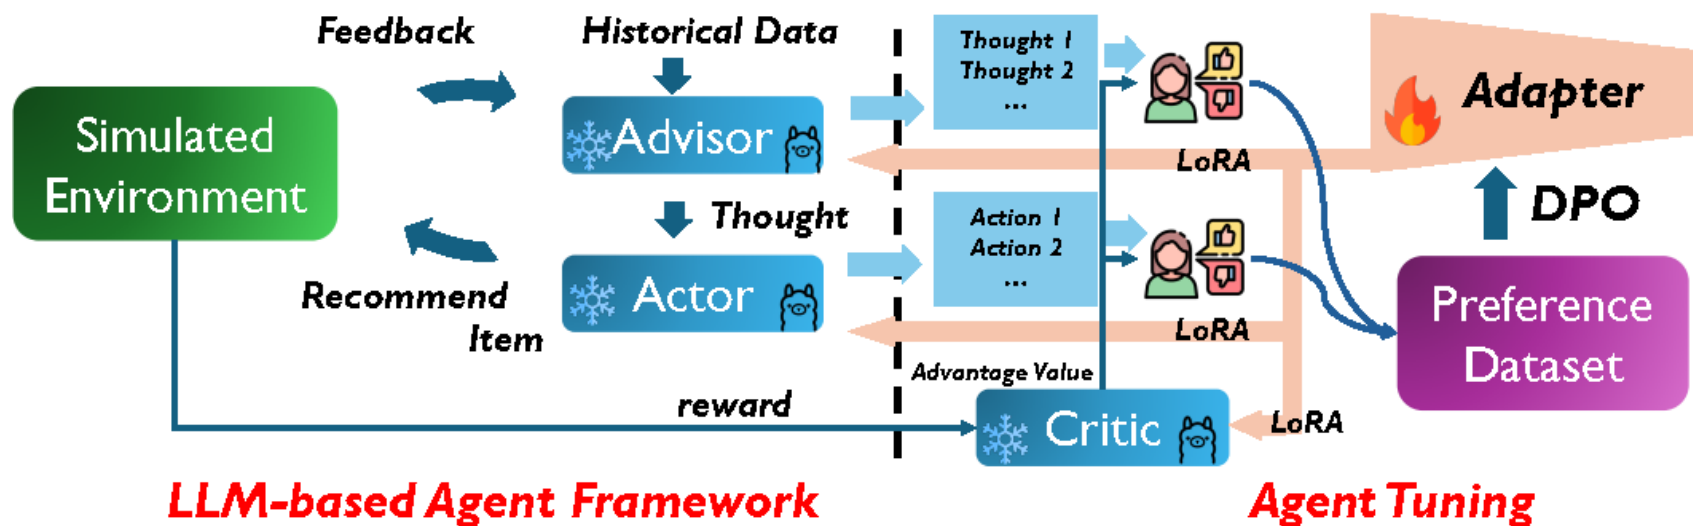 Feedback
Historical Data
Simulated
Environment
Advisor
Thought
Actor
Recommend
Item
reward
LLM-based Agent Framework
Thought 1
Thought 2
...
Action 1
Action 2
...
LoRA
LoRA
LoRA
Advantage Value
Critic
Adapter
DPO
Preference
Dataset
Agent Tuning